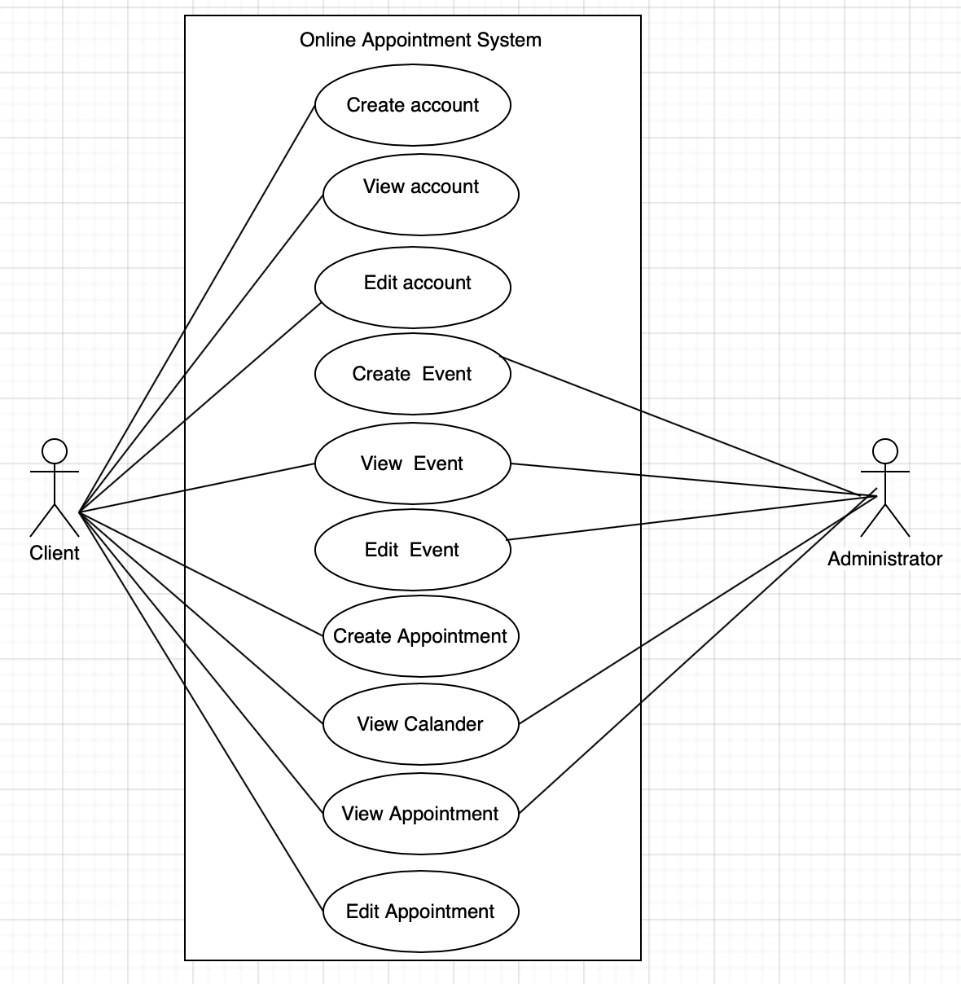 Online Appointment System
Create account
View account
Edit account
Create Event
View Event
Edit Event
Client
Administrator
Create Appointment
View Calander
View Appointment
Edit Appointment